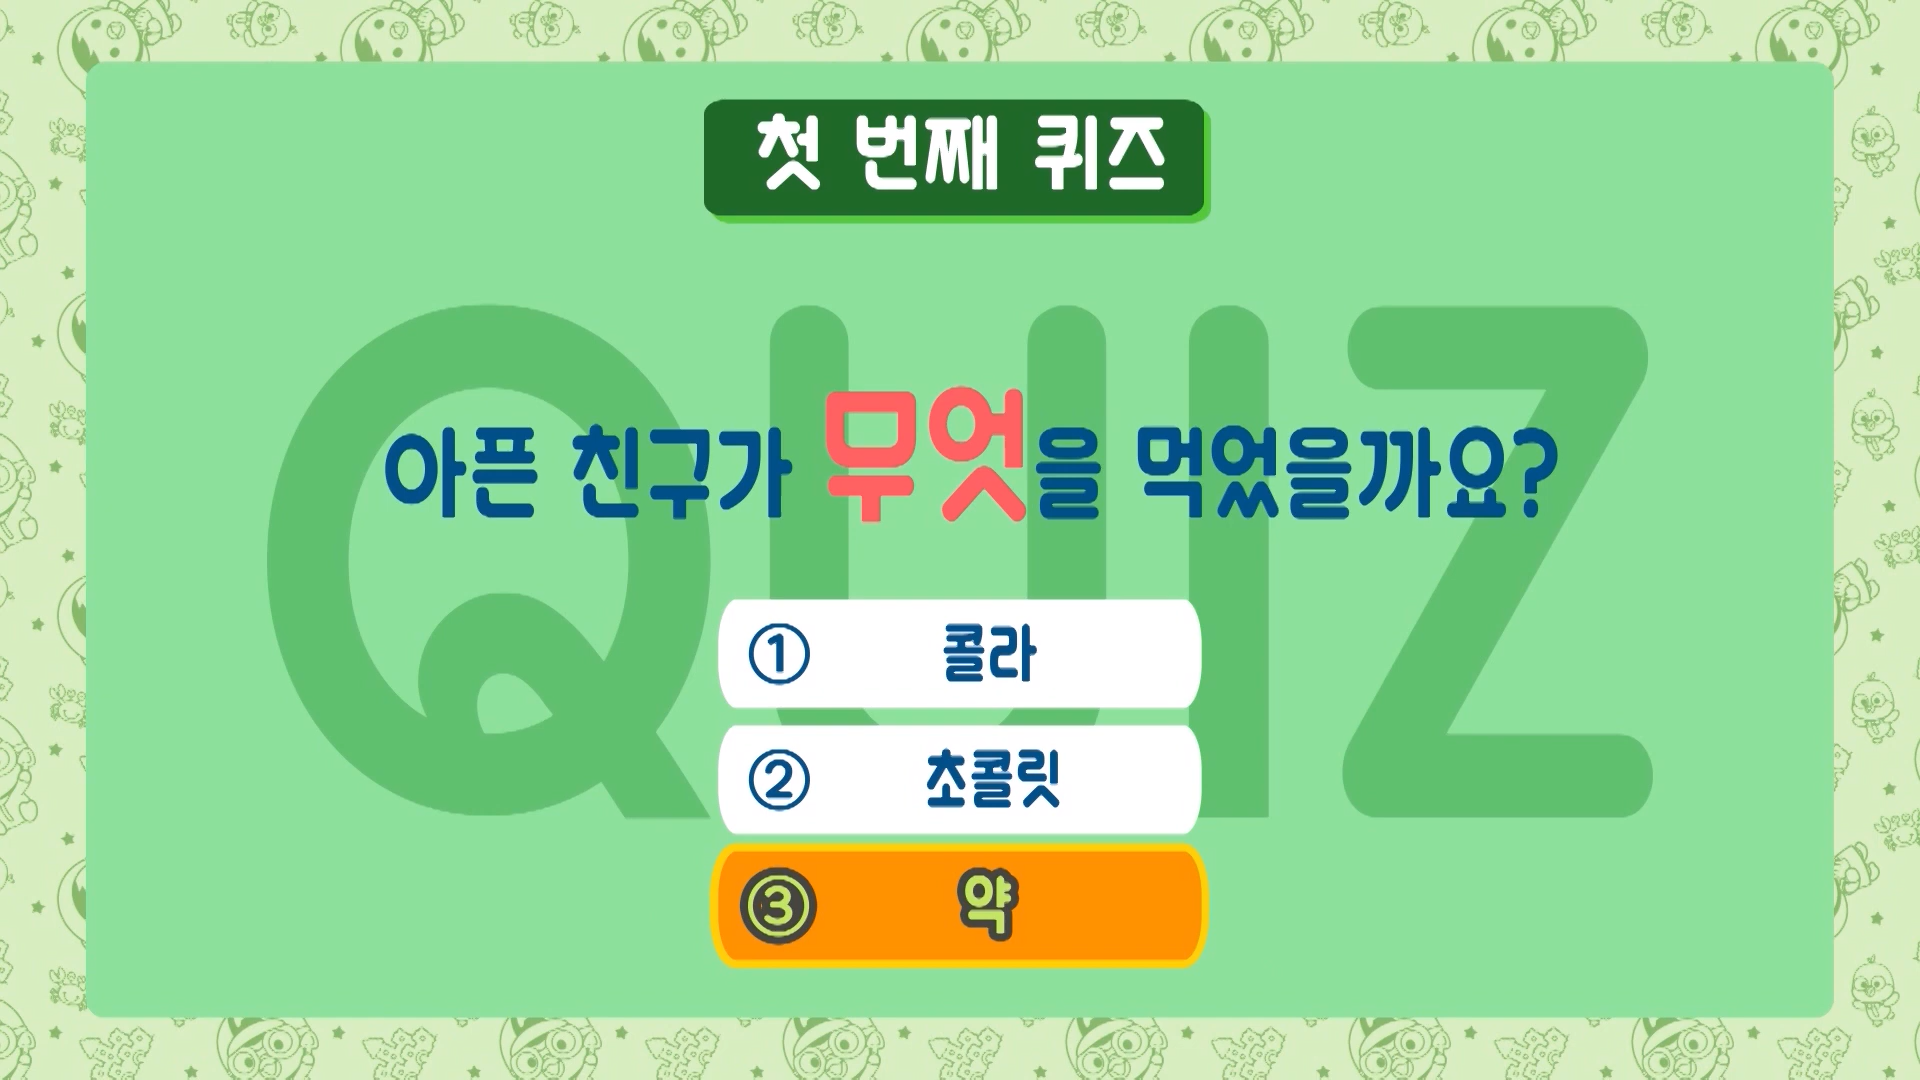 첫 번째 퀴즈
QUIZ
아픈 친구가 무엇을 먹었을까요?
① 콜라
② 초콜릿
③ 약